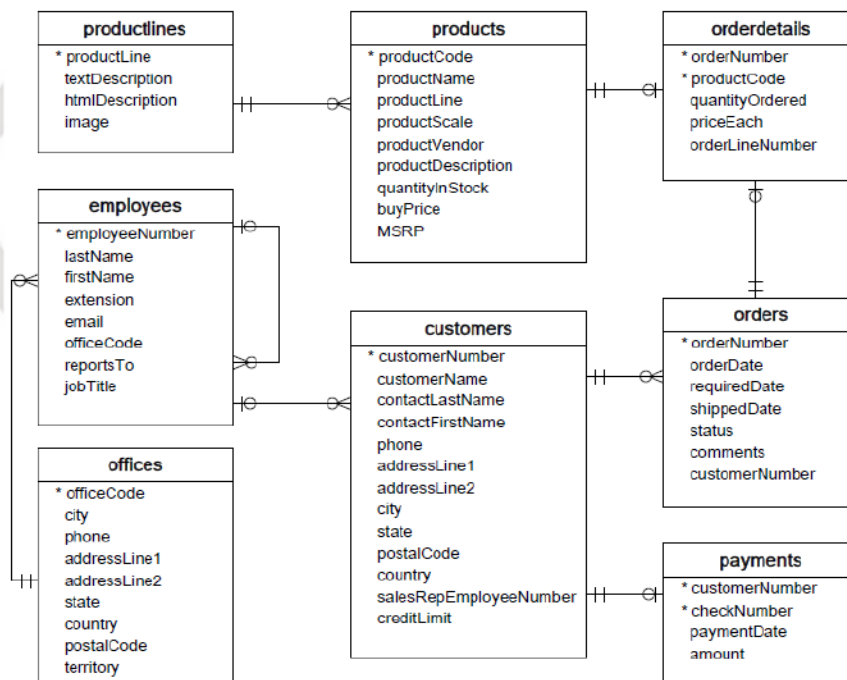 productlines
* productLine
textDescription
htmlDescription
image
products
* productCode
productName
productLine
productScale
productVendor
productDescription
quantityInStock
buyPrice
MSRP
orderdetails
* orderNumber
* productCode
quantityOrdered
priceEach
orderLineNumber
employees
* employeeNumber
lastName
firstName
extension
email
officeCode
reportsTo
jobTitle
customers
* customerNumber
customerName
contactLastName
contactFirstName
phone
addressLine1
addressLine2
city
state
postalCode
country
salesRepEmployeeNumber
creditLimit
orders
* orderNumber
orderDate
requiredDate
shippedDate
status
comments
customerNumber
offices
* officeCode
city
phone
addressLine1
addressLine2
state
country
postalCode
territory
payments
* customerNumber
* checkNumber
paymentDate
amount